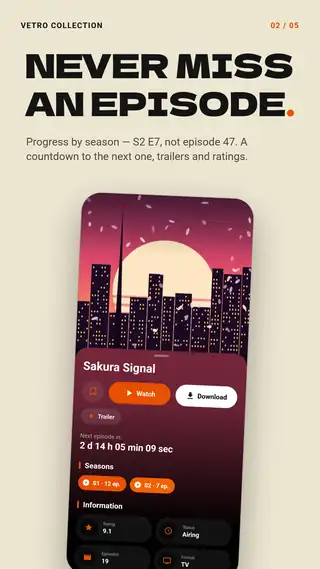 VETRO COLLECTION
02 / 05
NEVER MISS
AN EPISODE.
Progress by season — S2 E7, not episode 47. A
countdown to the next one, trailers and ratings.
Sakura Signal
Watch
Download
Trailer
Next episode in:
2 d 14 h 05 min 09 sec
Seasons
S1 · 12 ep.
S2 · 7 ep.
Information
Rating
9.1
Status
Airing
Episodes
19
Format
TV